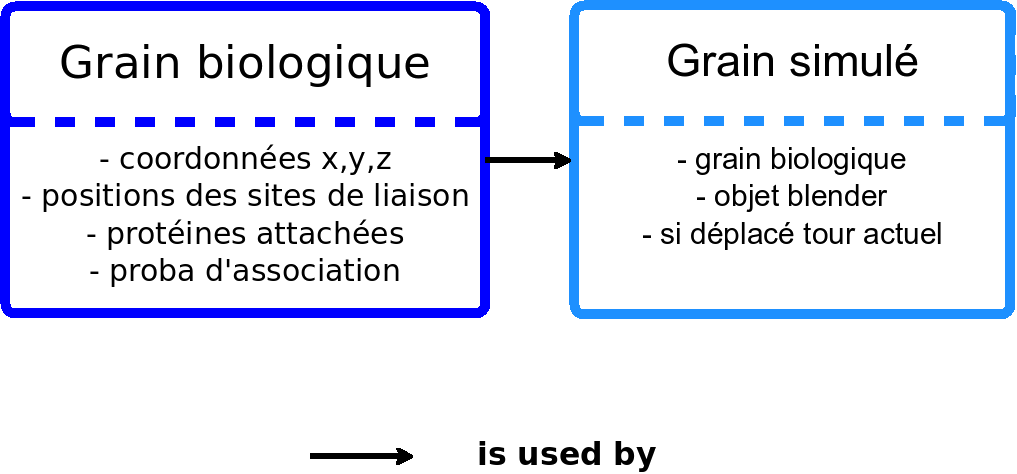 Grain biologique
- coordonnées x,y,z
- positions des sites de liaison
- protéines attachées
- proba d'association
Grain simulé
- grain biologique
- objet blender
- si déplacé tour actuel
is used by